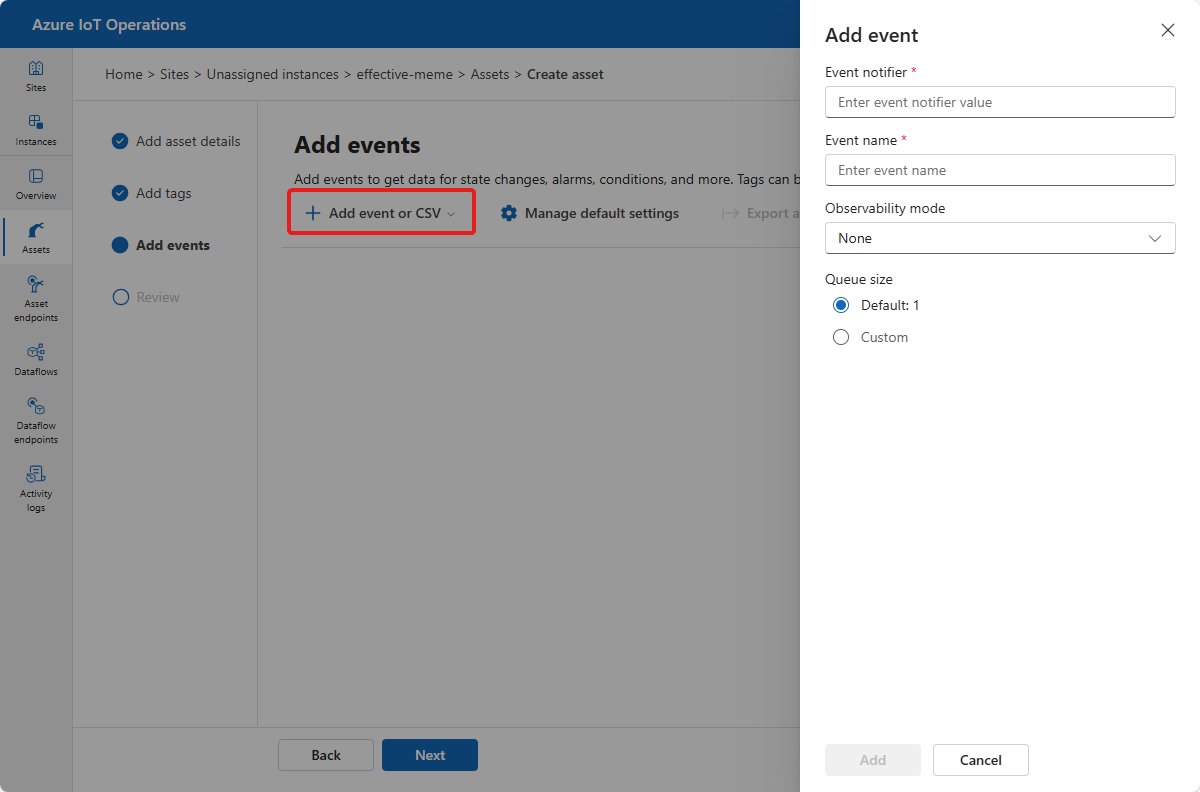 Azure IoT Operations
Sites
Instances
Overview
Assets
Asset
endpoints
Dataflows
Dataflow
endpoints
Activity
logs
Home > Sites > Unassigned instances > effective-meme > Assets > Create asset
Add asset details
Add tags
Add events
Review
Add events
Add events to get data for state changes, alarms, conditions, and more. Tags can b
Add event or CSV
Manage default settings
Export a
Back
Next
Add event
Event notifier *
Enter event notifier value
Event name *
Enter event name
Observability mode
None
Queue size
Default: 1
Custom
Add
Cancel